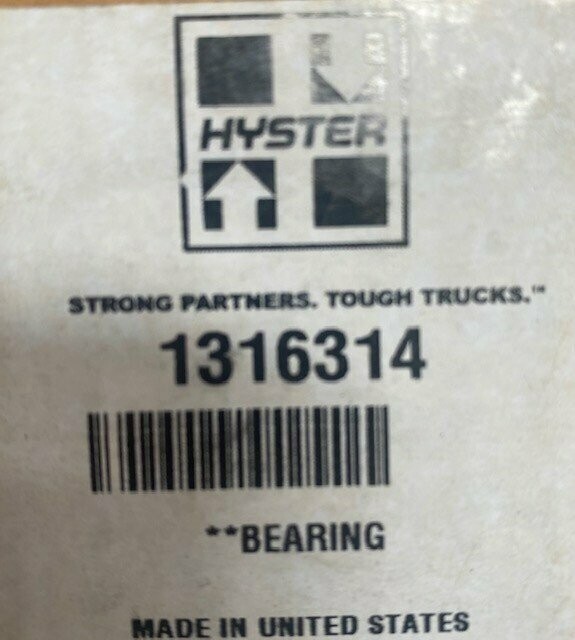 HYSTER
STRONG PARTNERS. TOUGH TRUCKS.™
1316314
**BEARING
MADE IN UNITED STATES